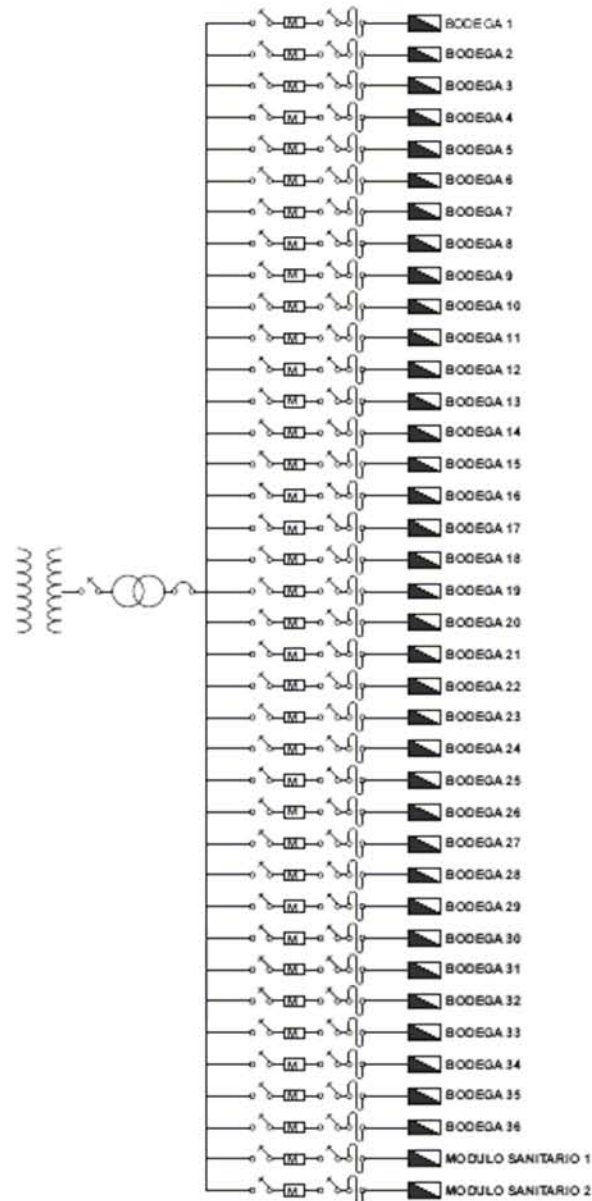 M BODEGA 1
M BODEGA 2
M BODEGA 3
M BODEGA 4
M BODEGA 5
M BODEGA 6
M BODEGA 7
M BODEGA 8
M BODEGA 9
M BODEGA 10
M BODEGA 11
M BODEGA 12
M BODEGA 13
M BODEGA 14
M BODEGA 15
M BODEGA 16
M BODEGA 17
M BODEGA 18
M BODEGA 19
M BODEGA 20
M BODEGA 21
M BODEGA 22
M BODEGA 23
M BODEGA 24
M BODEGA 25
M BODEGA 26
M BODEGA 27
M BODEGA 28
M BODEGA 29
M BODEGA 30
M BODEGA 31
M BODEGA 32
M BODEGA 33
M BODEGA 34
M BODEGA 35
M BODEGA 36
M MODULO SANITARIO 1
M MODULO SANITARIO 2